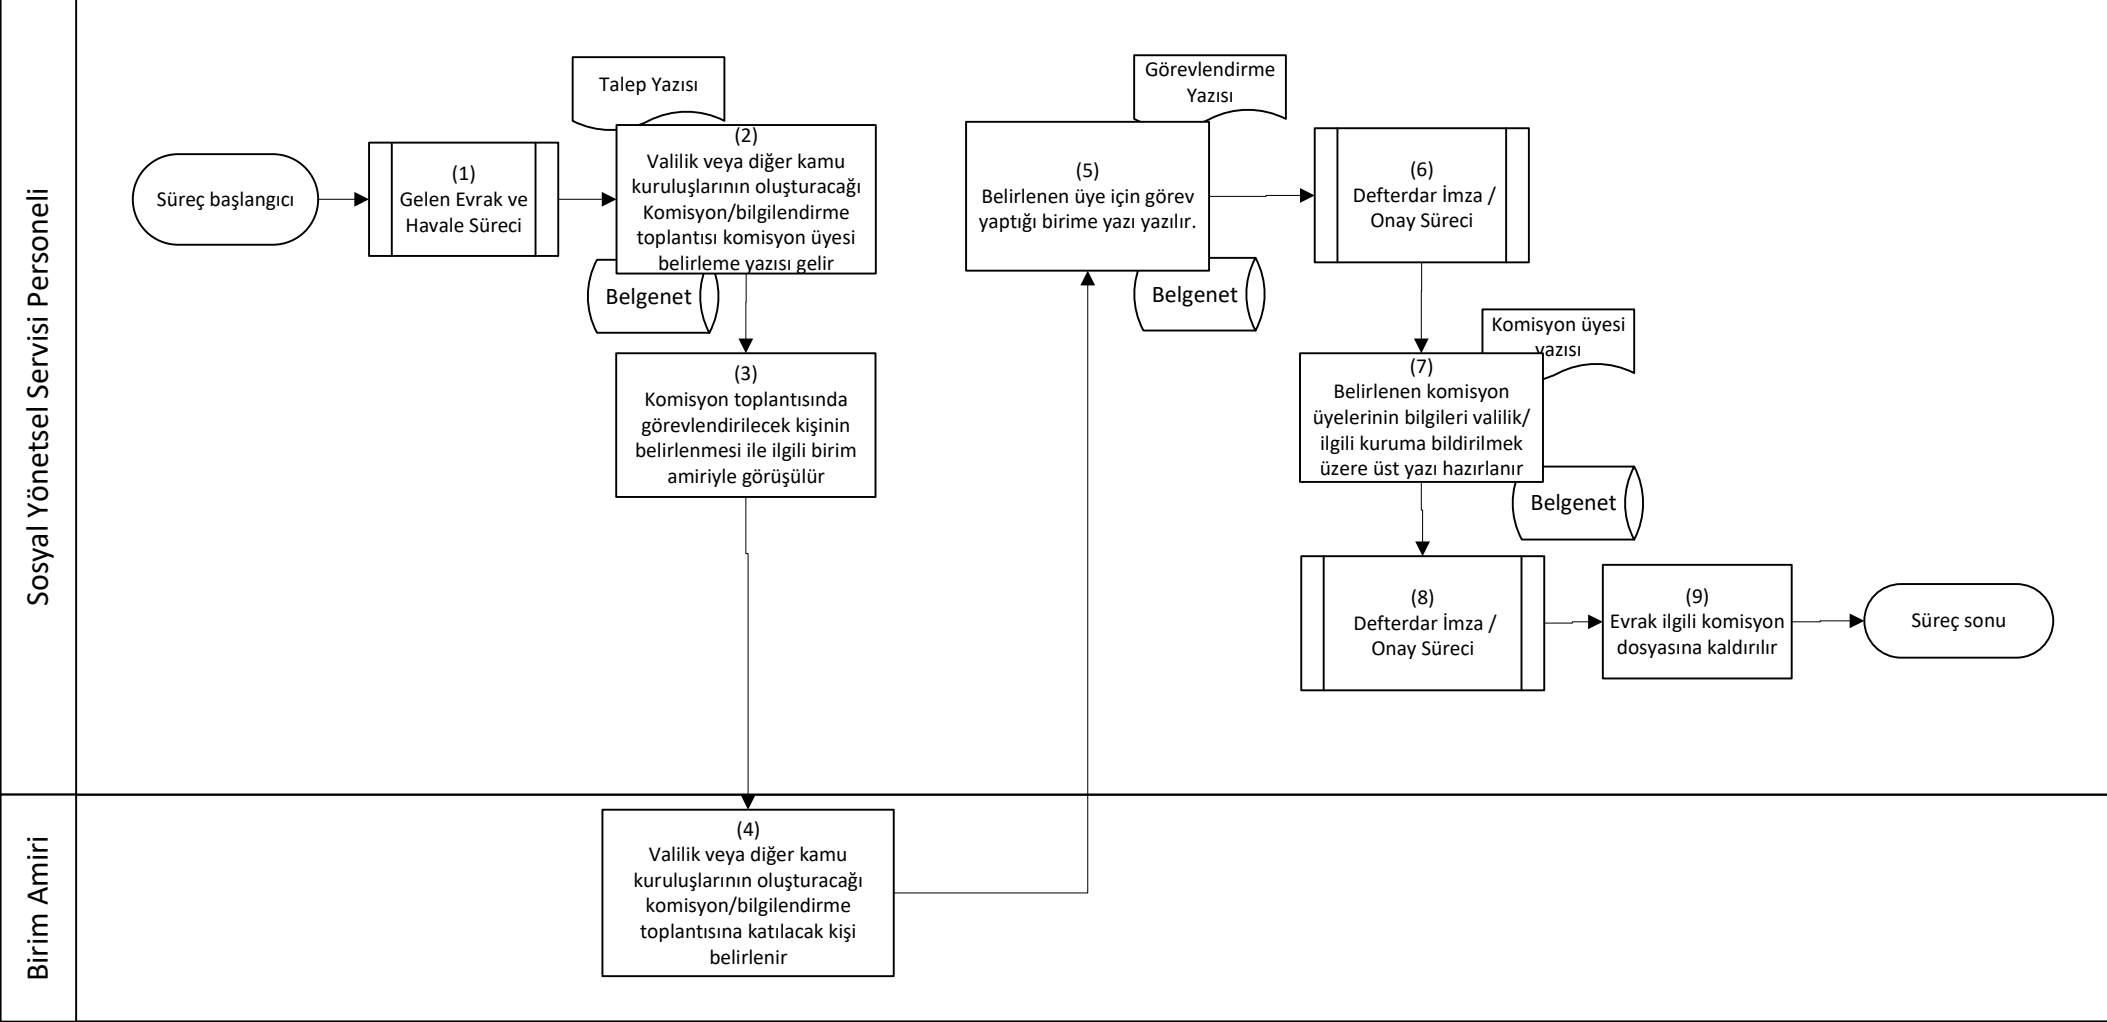 Sosyal Yönetsel Servisi Personeli
Süreç başlangıcı
(1)
Gelen Evrak ve
Havale Süreci
Talep Yazısı
(2)
Valilik veya diğer kamu
kuruluşlarının oluşturacağı
Komisyon/bilgilendirme
toplantısı komisyon üyesi
belirleme yazısı gelir
Belgenet
(3)
Komisyon toplantısında
görevlendirilecek kişinin
belirlenmesi ile ilgili birim
amiriyle görüşülür
Birim Amiri
(4)
Valilik veya diğer kamu
kuruluşlarının oluşturacağı
komisyon/bilgilendirme
toplantısına katılacak kişi
belirlenir
Görevlendirme
Yazısı
(5)
Belirlenen üye için görev
yaptığı birime yazı yazılır.
Belgenet
(6)
Defterdar İmza /
Onay Süreci
Komisyon üyesi
yazısı
(7)
Belirlenen komisyon
üyelerinin bilgileri valilik/
ilgili kuruma bildirilmek
üzere üst yazı hazırlanır
Belgenet
(8)
Defterdar İmza /
Onay Süreci
(9)
Evrak ilgili komisyon
dosyasına kaldırılır
Süreç sonu